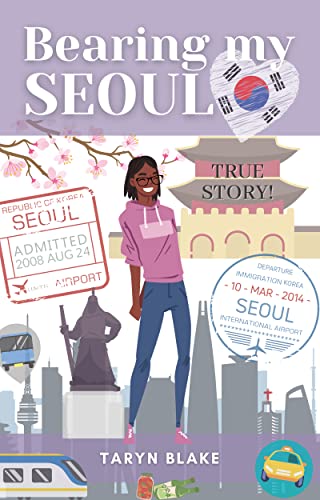 Bearing my
SEOUL
TRUE
STORY!
REPUBLIC OF KOREA
SEOUL
ADMITTED
2008 AUG 24
AIRPORT
DEPARTURE
IMMIGRATION KOREA
- 10 - MAR - 2014 -
SEOUL
INTERNATIONAL AIRPORT
TARYN BLAKE